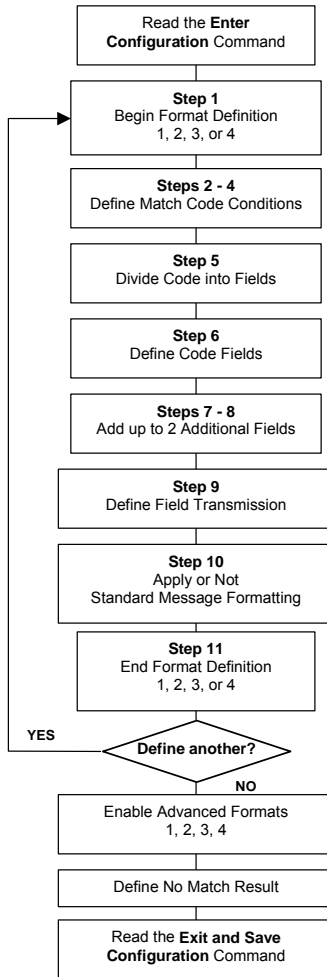 Read the Enter
Configuration Command
Step 1
Begin Format Definition
1, 2, 3, or 4
Steps 2 - 4
Define Match Code Conditions
Step 5
Divide Code into Fields
Step 6
Define Code Fields
Steps 7 - 8
Add up to 2 Additional Fields
Step 9
Define Field Transmission
Step 10
Apply or Not
Standard Message Formatting
Step 11
End Format Definition
1, 2, 3, or 4
YES
Define another?
NO
Enable Advanced Formats
1, 2, 3, 4
Define No Match Result
Read the Exit and Save
Configuration Command